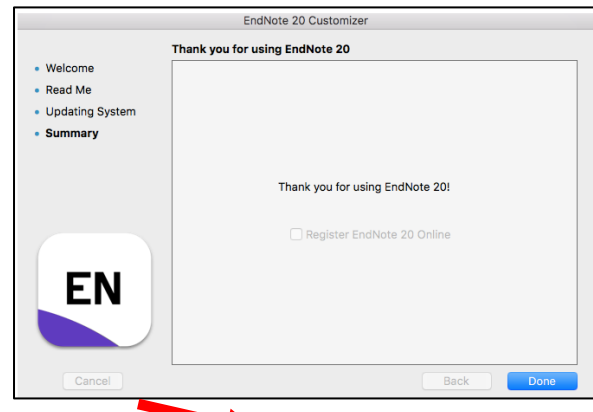 EndNote 20 Customizer
Thank you for using EndNote 20
Welcome
Read Me
Updating System
Summary
Thank you for using EndNote 20!
Register EndNote 20 Online
EN
Cancel
Back
Done